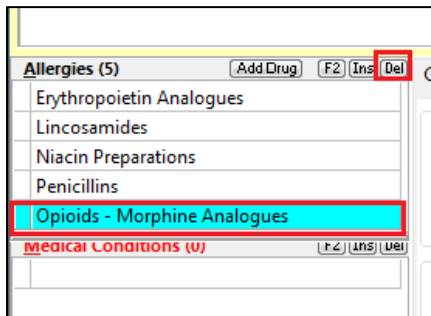 Allergies (5) Add Drug F2 Ins Del
Erythropoietin Analogues
Lincosamides
Niacin Preparations
Penicillins
Opioids - Morphine Analogues
Medical Conditions (0) F2 Ins Del